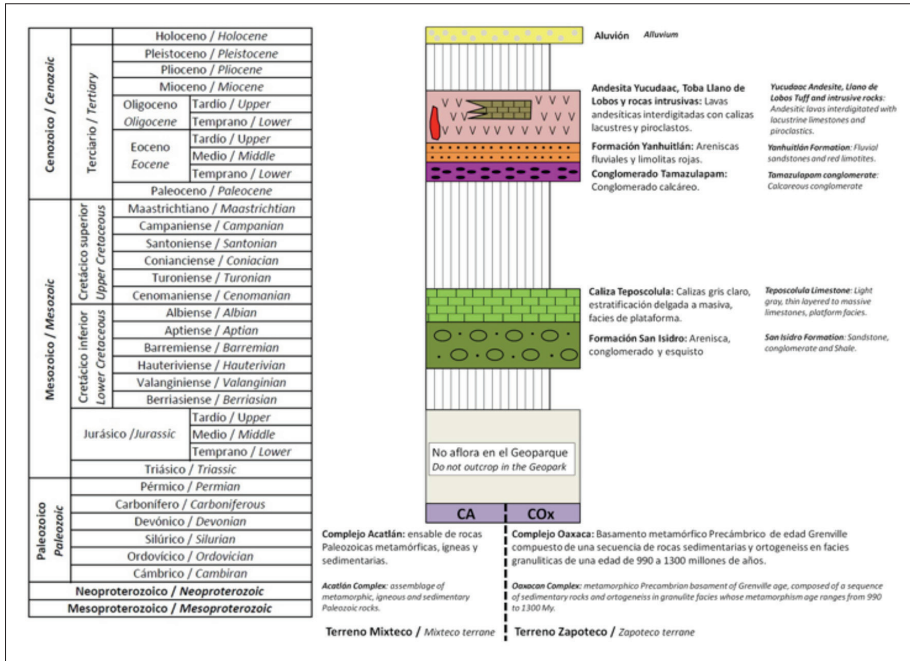 Cenozoico / Cenozoic
Terciario / Tertiary
Holoceno / Holocene
Pleistoceno / Pleistocene
Plioceno / Pliocene
Mioceno / Miocene
Oligoceno
Oligocene
Tardío / Upper
Temprano / Lower
Eoceno
Eocene
Tardío / Upper
Medio / Middle
Temprano / Lower
Paleoceno / Paleocene
Mesozoico / Mesozoic
Cretácico superior
Upper Cretaceous
Maastrichtiano / Maastrichtian
Campaniense / Campanian
Santoniense / Santonian
Conianciense / Coniacian
Turoniense / Turonian
Cenomaniense / Cenomanian
Cretácico inferior
Lower Cretaceous
Albiense / Albian
Aptiense / Aptian
Barremiense / Barremian
Hauteriviense / Hauterivian
Valanginiense / Valanginian
Berriasiense / Berriasian
Jurásico /Jurassic
Tardío / Upper
Medio / Middle
Temprano / Lower
Triásico / Triassic
Paleozoico
Paleozoic
Pérmico / Permian
Carbonífero / Carboniferous
Devónico / Devonian
Silúrico / Silurian
Ordovícico / Ordovician
Cámbrico / Cambiran
Neoproterozoico / Neoproterozoic
Mesoproterozoico / Mesoproterozoic
Aluvión
Alluvium
Andesita Yucudaac, Toba Llano de
Lobos y rocas intrusivas: Lavas
andesíticas interdigitadas con calizas
lacustres y piroclastos.
Yucudaac Andesite, Llano de
Lobos Tuff and intrusive rocks:
Andesitic lavas interdigitated with
lacustrine limestones and
piroclastics.
Formación Yanhuitlán: Areniscas
fluviales y limolitas rojas.
Yanhuitlán Formation: Fluvial
sandstones and red limotites.
Conglomerado Tamazulapam:
Conglomerado calcáreo.
Tamazulapam conglomerate:
Calcareous conglomerate
Caliza Teposcolula: Calizas gris claro,
estratificación delgada a masiva,
facies de plataforma.
Teposcolula Limestone: Light
gray, thin layered to massive
limestones, platform facies.
Formación San Isidro: Arenisca,
conglomerado y esquisto
San Isidro Formation: Sandstone,
conglomerate and Shale.
No aflora en el Geoparque
Do not outcrop in the Geopark
CA
COx
Complejo Acatlán: ensable de rocas
Paleozoicas metamórficas, ígneas y
sedimentarias.
Acatlán Complex: assemblage of
metamorphic, igneous and sedimentary
Paleozoic rocks.
Terreno Mixteco / Mixteco terrane
Complejo Oaxaca: Basamento metamórfico Precámbrico de edad Grenville
compuesto de una secuencia de rocas sedimentarias y ortogeneiss en facies
granulíticas de una edad de 990 a 1300 millones de años.
Oaxacan Complex: metamorphico Precambrian basament of Grenville age, composed of a sequence
of sedimentary rocks and ortogeneiss in granulite facies whose metamorphism age ranges from 990
to 1300 My.
Terreno Zapoteco / Zapoteco terrane